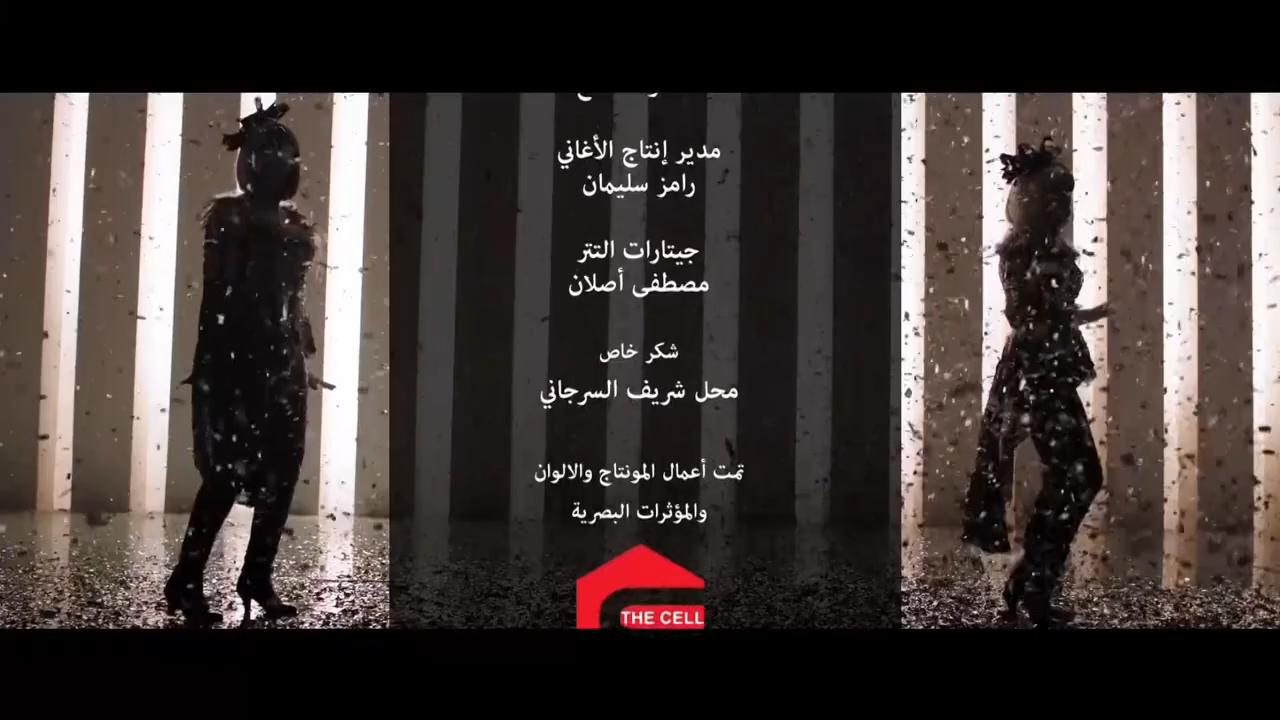 مدير إنتاج الأغاني
رامز سليمان
جيتارات التتر
مصطفى أصلان
شكر خاص
محل شريف السرجاني
تمت أعمال المونتاج والالوان
والمؤثرات البصرية
THE CELL